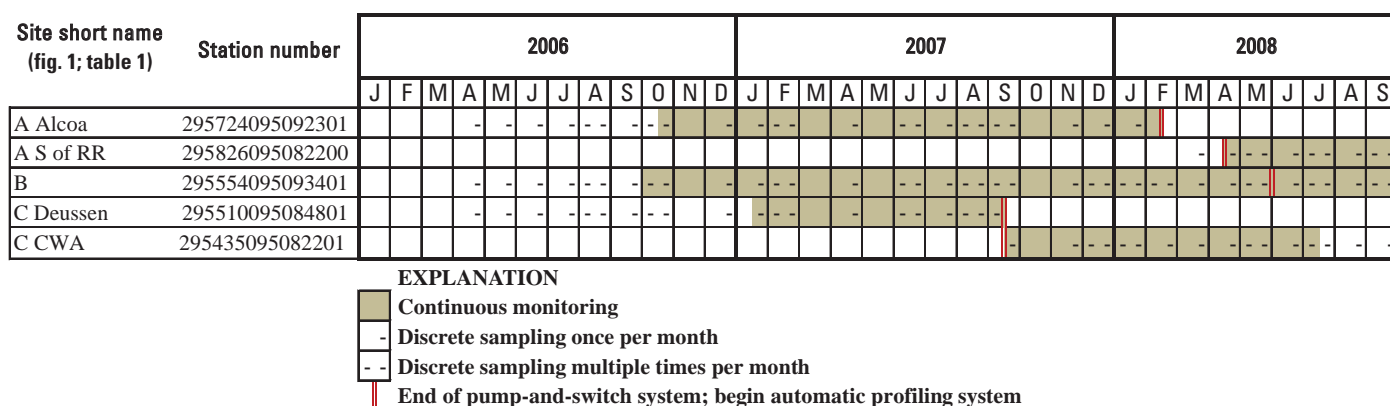 Site short name
(fig. 1; table 1)
Station number
2006
2007
2008
J F M A M J J A S O N D J F M A M J J A S O N D J F M A M J J A S
A Alcoa 295724095092301
A S of RR 295826095082200
B 295554095093401
C Deussen 295510095084801
C CWA 295435095082201
EXPLANATION
Continuous monitoring
- Discrete sampling once per month
- - Discrete sampling multiple times per month
End of pump-and-switch system; begin automatic profiling system